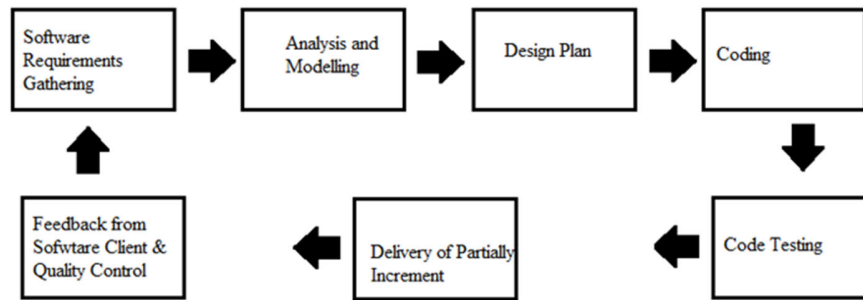 Software
Requirements
Gathering
Analysis and
Modelling
Design Plan
Coding
Feedback from
Sofwtare Client &
Quality Control
Delivery of Partially
Increment
Code Testing